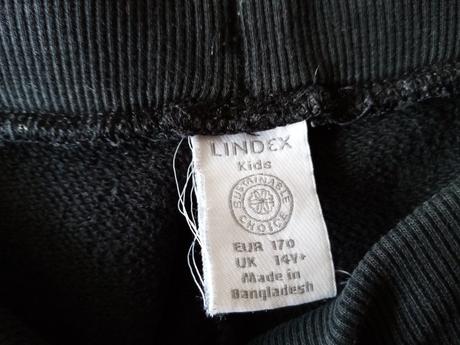 LINDEX
Kids
SUSTAINABLE CHOICE
EUR 170
UK 14Y+
Made in
Bangladesh